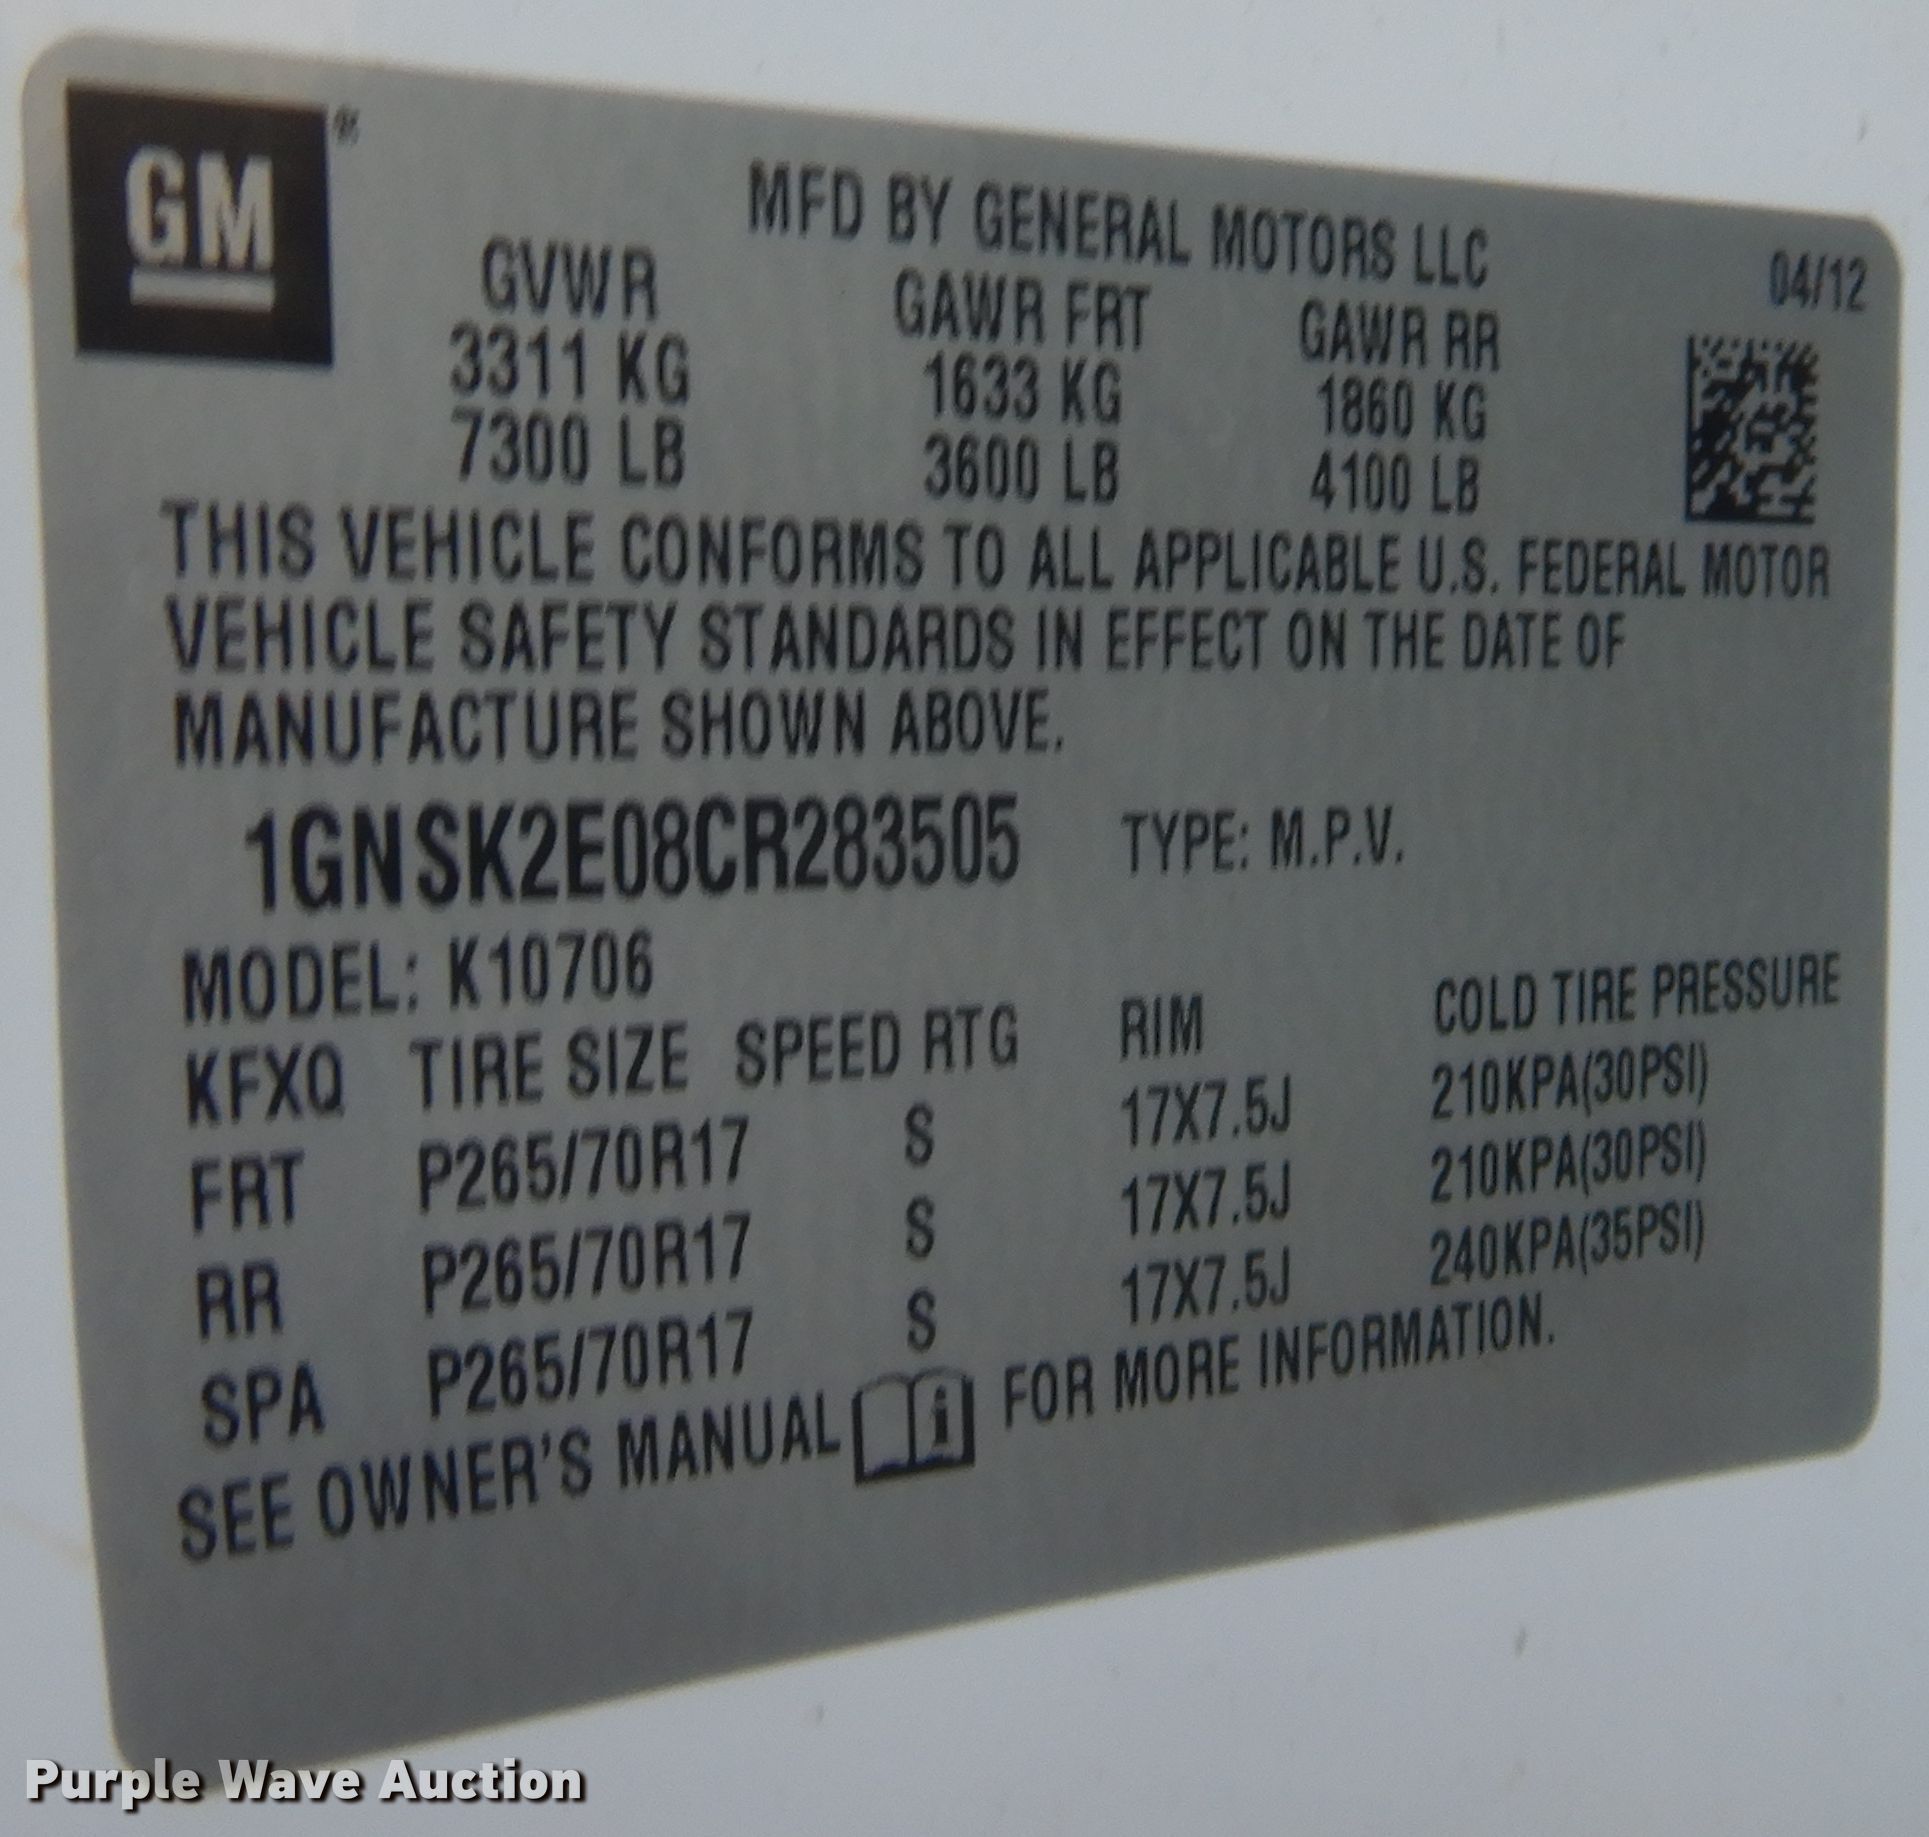 GM ®
MFD BY GENERAL MOTORS LLC
04/12
GVWR GAWR FRT GAWR RR
3311 KG 1633 KG 1860 KG
7300 LB 3600 LB 4100 LB
THIS VEHICLE CONFORMS TO ALL APPLICABLE U.S. FEDERAL MOTOR
VEHICLE SAFETY STANDARDS IN EFFECT ON THE DATE OF
MANUFACTURE SHOWN ABOVE.
1GNSK2E08CR283505 TYPE: M.P.V.
MODEL: K10706
KFXQ TIRE SIZE SPEED RTG RIM COLD TIRE PRESSURE
FRT P265/70R17 S 17X7.5J 210KPA(30PSI)
RR P265/70R17 S 17X7.5J 210KPA(30PSI)
SPA P265/70R17 S 17X7.5J 240KPA(35PSI)
SEE OWNER'S MANUAL i FOR MORE INFORMATION.
Purple Wave Auction